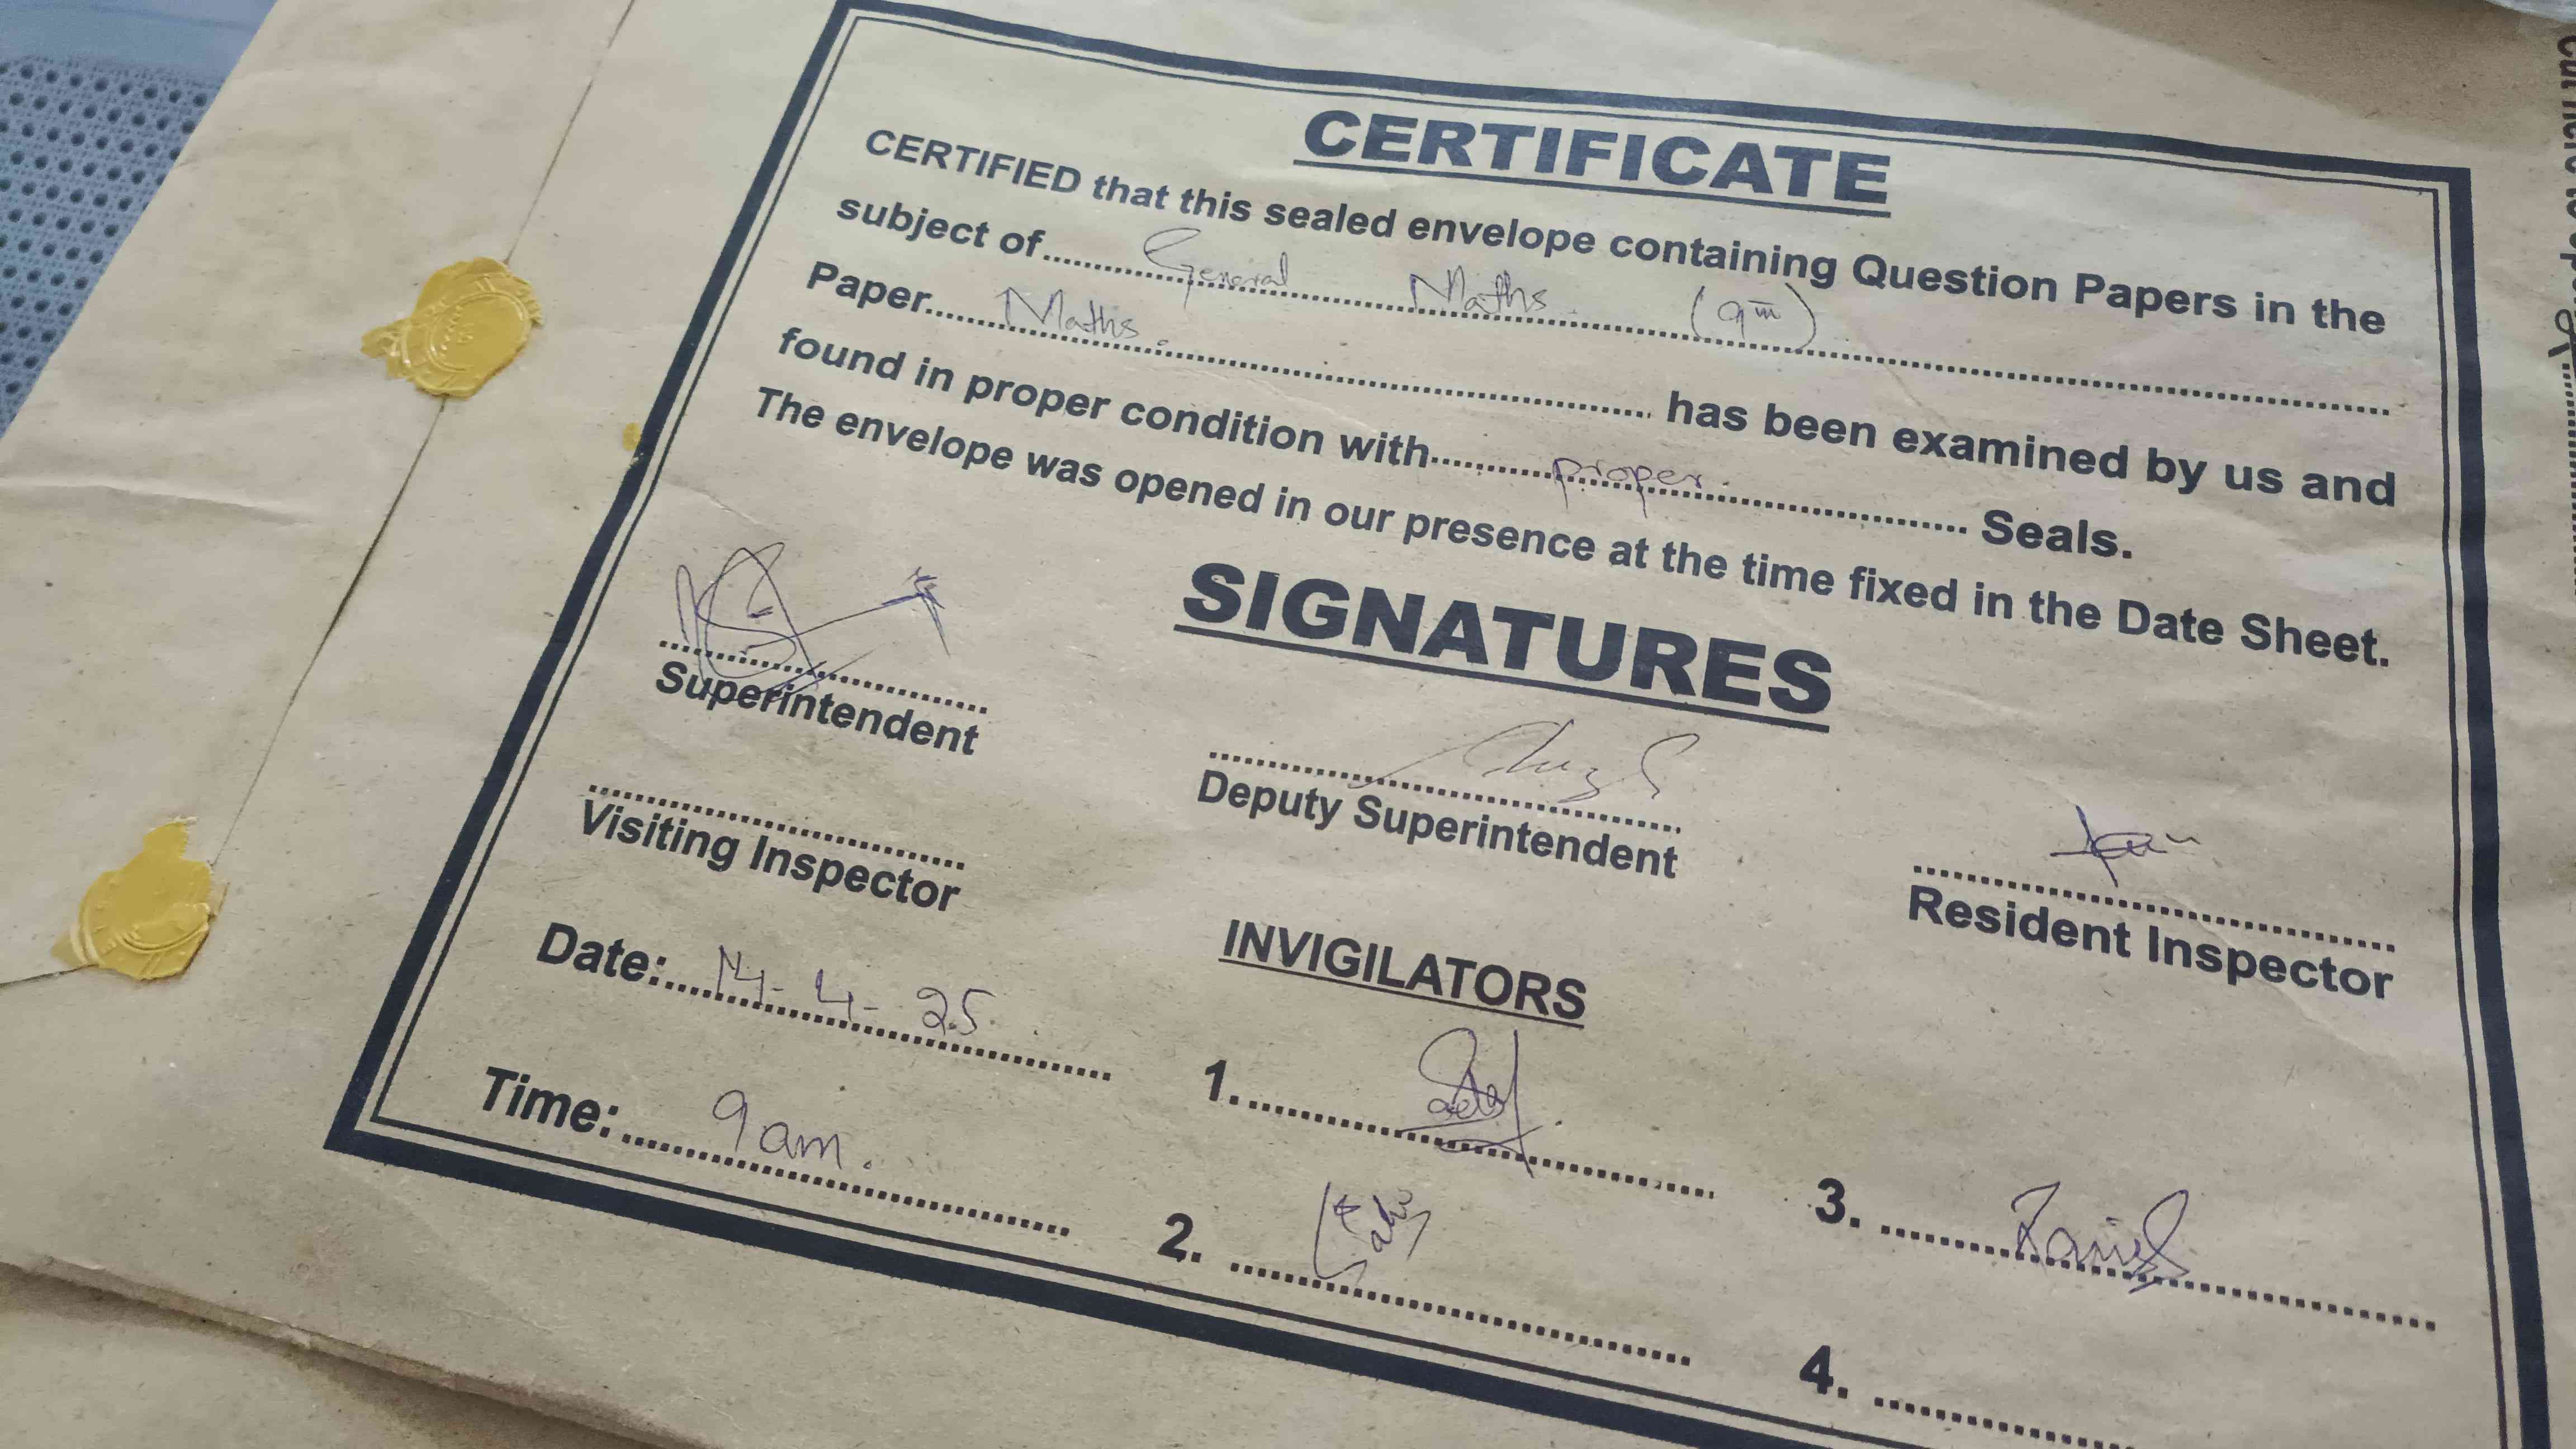 CERTIFICATE
CERTIFIED that this sealed envelope containing Question Papers in the
subject of General Maths (9th)
Paper Maths. has been examined by us and
found in proper condition with proper. Seals.
The envelope was opened in our presence at the time fixed in the Date Sheet.
SIGNATURES
Superintendent
Deputy Superintendent
Resident Inspector
Visiting Inspector
INVIGILATORS
Date: 14-4-25.
Time: 9am.
1.
2.
3.
4.